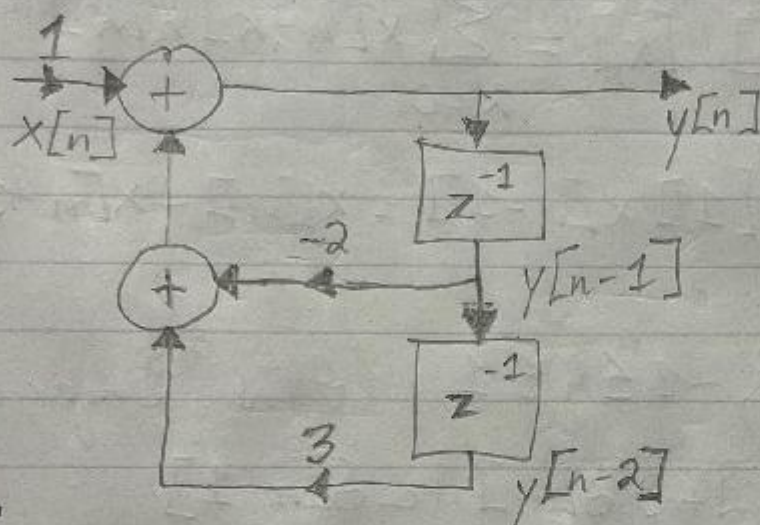 1
+
x[n]
y[n]
z^-1
-2
+
y[n-1]
z^-1
3
y[n-2]